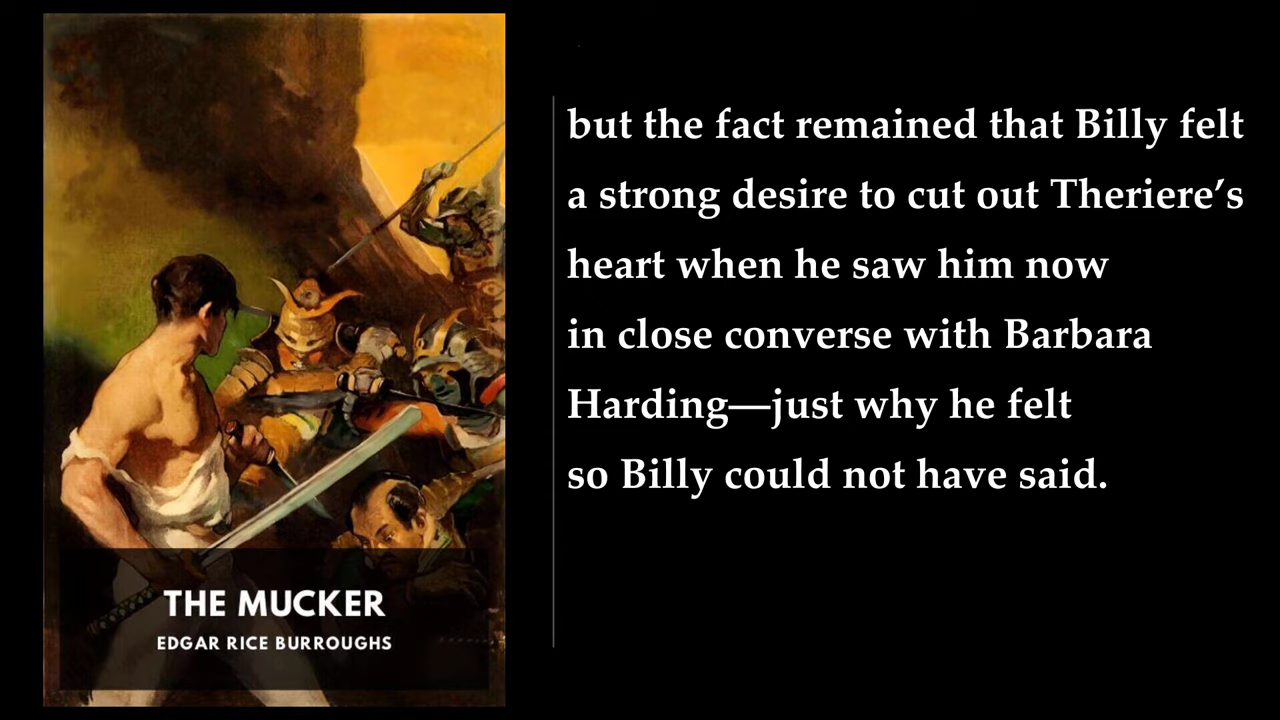 but the fact remained that Billy felt
a strong desire to cut out Theriere’s
heart when he saw him now
in close converse with Barbara
Harding—just why he felt
so Billy could not have said.
THE MUCKER
EDGAR RICE BURROUGHS